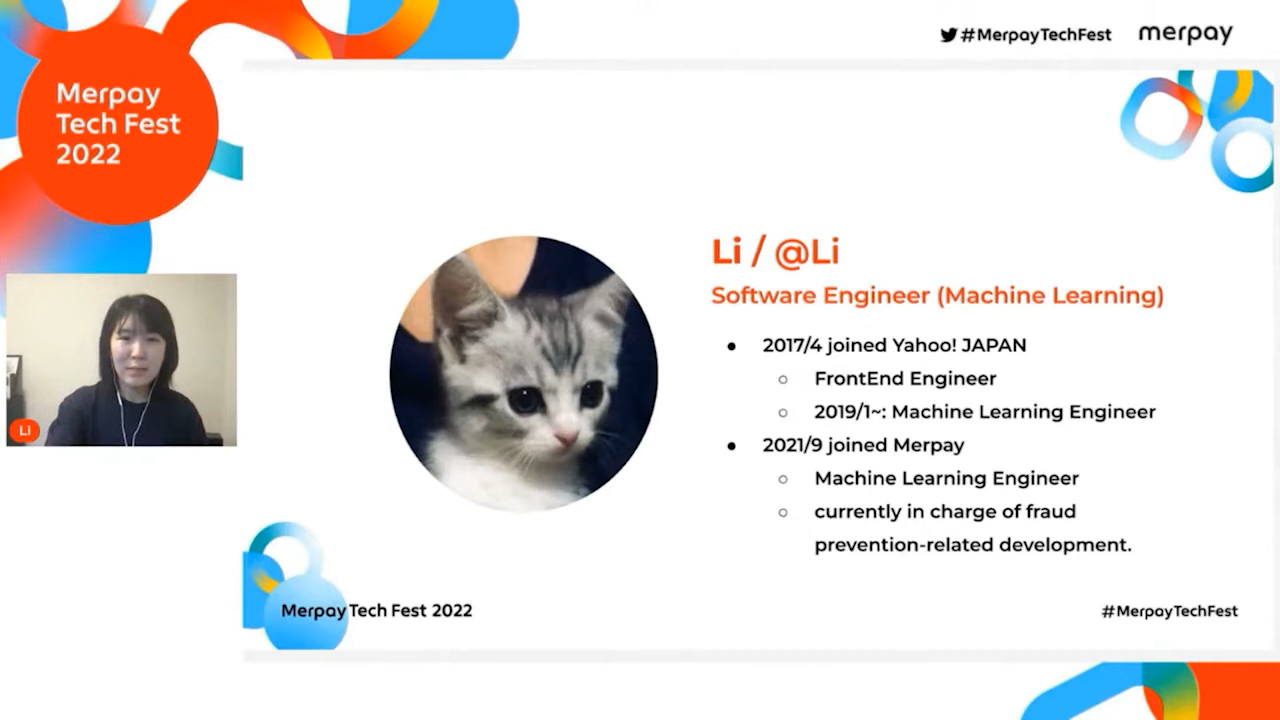 #MerpayTechFest
merpay
Merpay
Tech Fest
2022
LI
Li / @Li
Software Engineer (Machine Learning)
● 2017/4 joined Yahoo! JAPAN
○ FrontEnd Engineer
○ 2019/1~: Machine Learning Engineer
● 2021/9 joined Merpay
○ Machine Learning Engineer
○ currently in charge of fraud
prevention-related development.
Merpay Tech Fest 2022
#MerpayTechFest